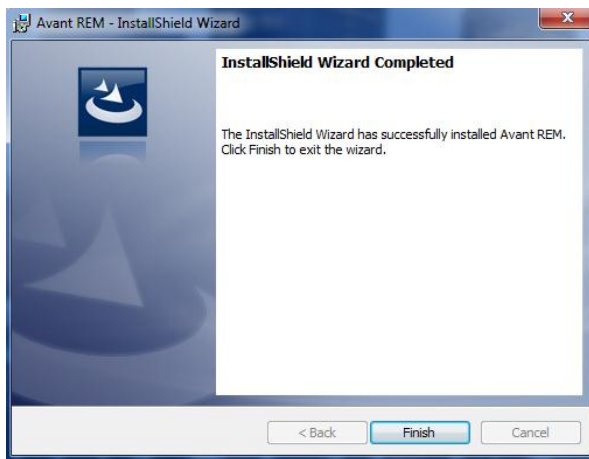 Avant REM - InstallShield Wizard
InstallShield Wizard Completed
The InstallShield Wizard has successfully installed Avant REM.
Click Finish to exit the wizard.
< Back
Finish
Cancel